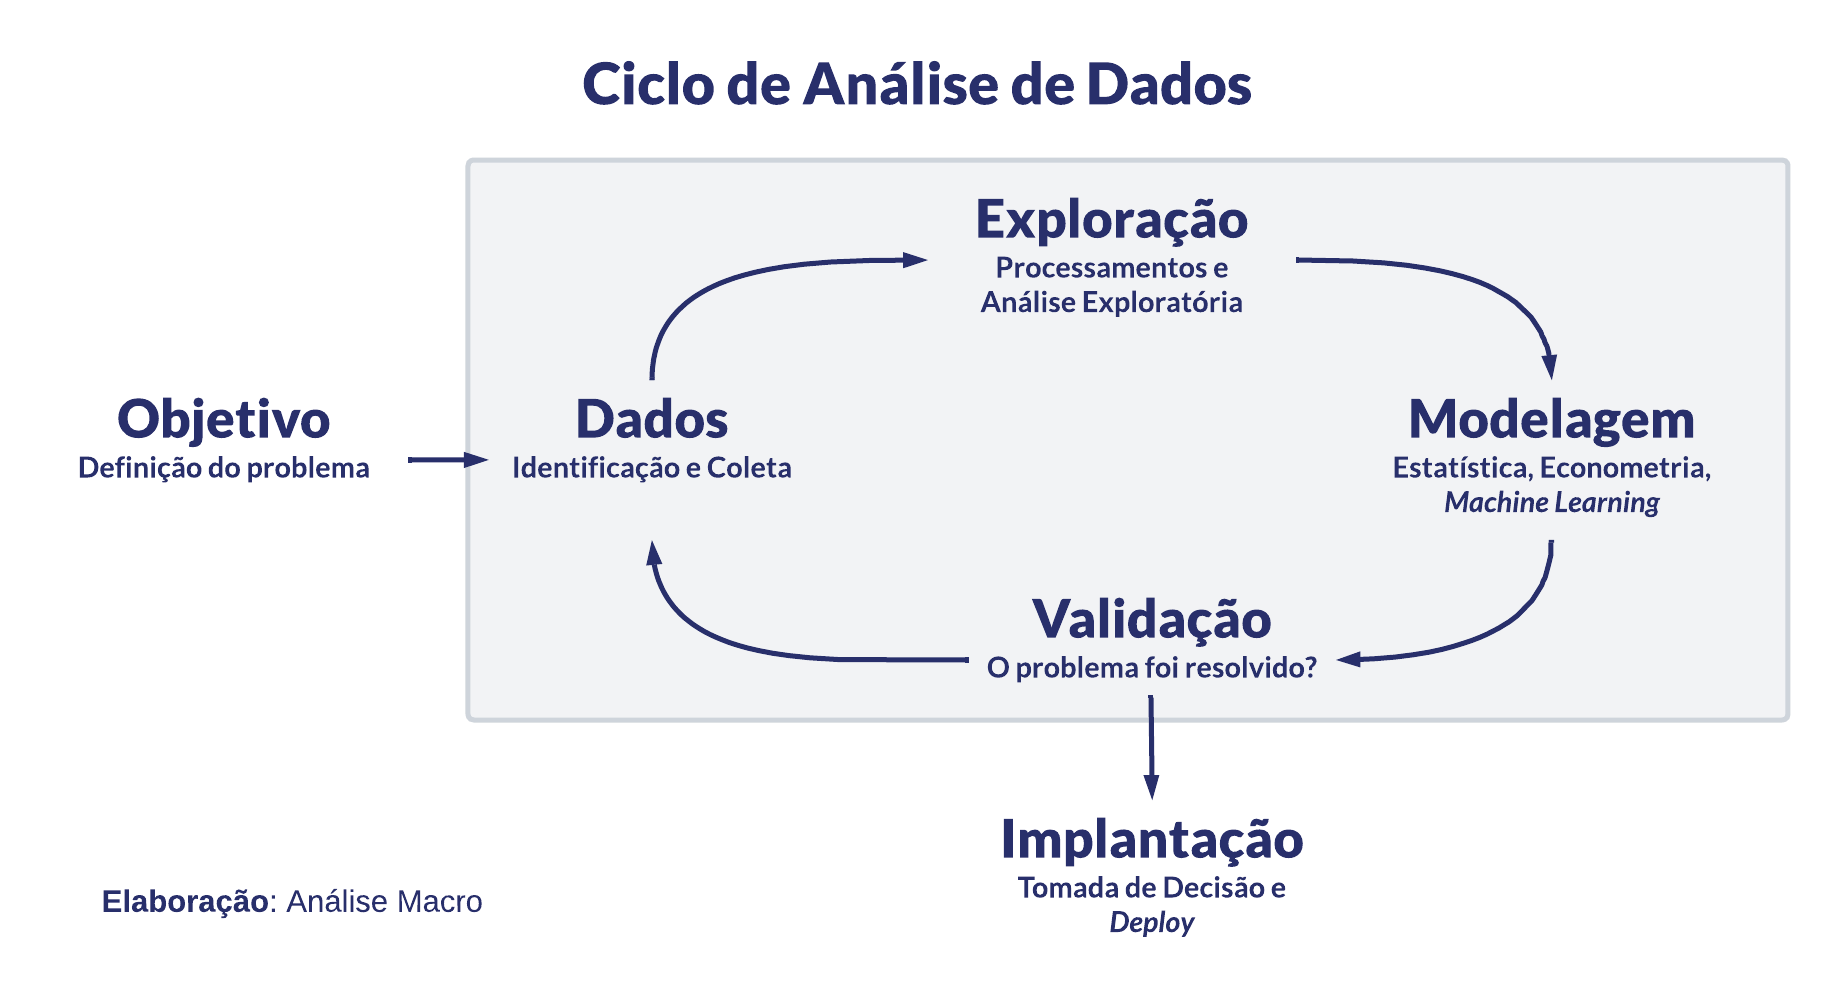 Ciclo de Análise de Dados
Exploração
Processamentos e
Análise Exploratória
Objetivo
Definição do problema
Dados
Identificação e Coleta
Modelagem
Estatística, Econometria,
Machine Learning
Validação
O problema foi resolvido?
Implantação
Tomada de Decisão e
Deploy
Elaboração: Análise Macro